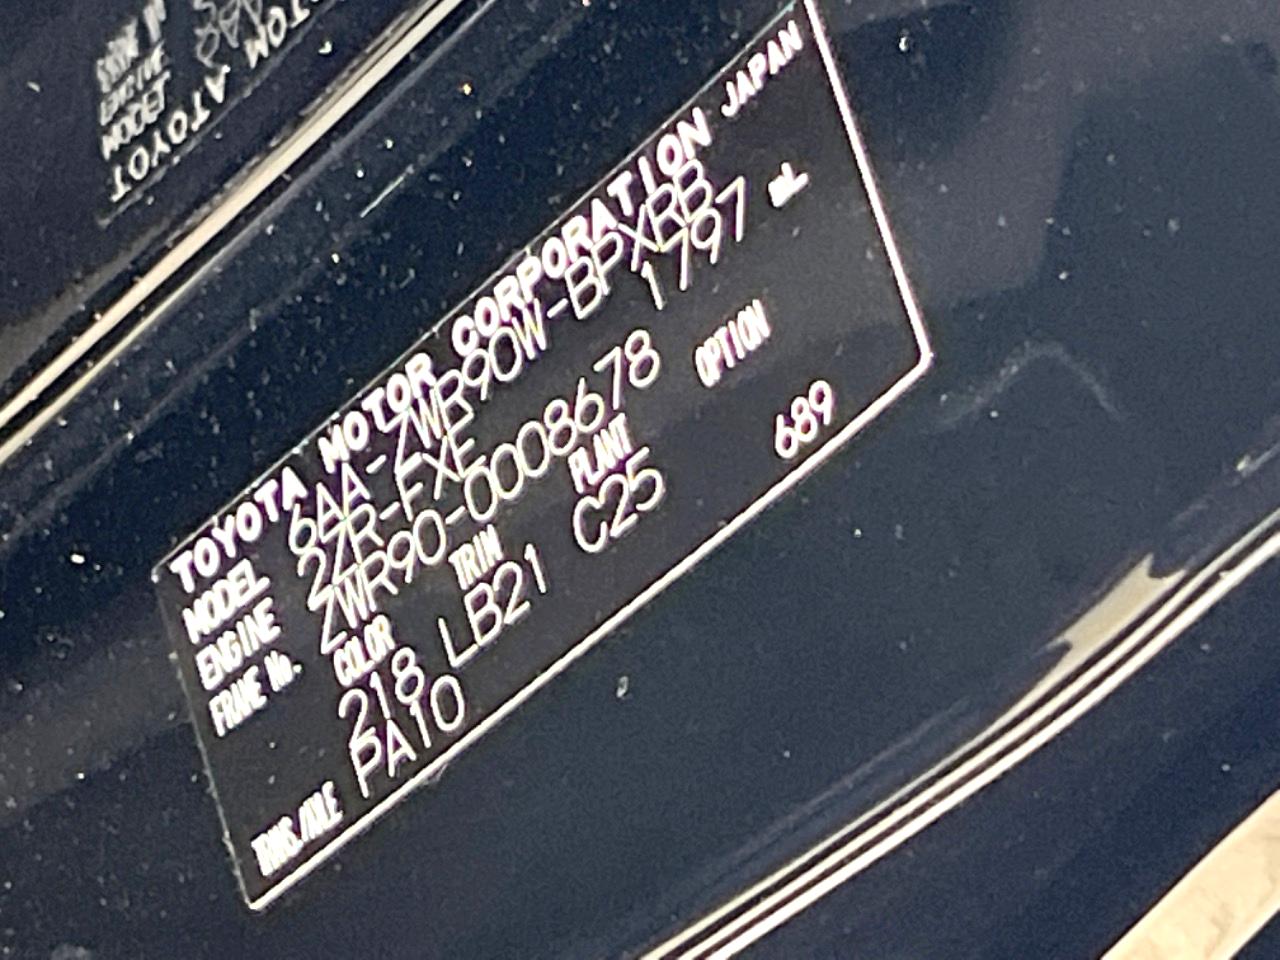 TOYOTA MOTOR CORPORATION JAPAN
MODEL 6AA-ZWR90W-BPXRB
ENGINE 2ZR-FXE 1797 mL
FRAME No. ZWR90-0008678
COLOR TRIM PLANT OPTION
218 LB21 C25 689
TRANS./AXLE PA10